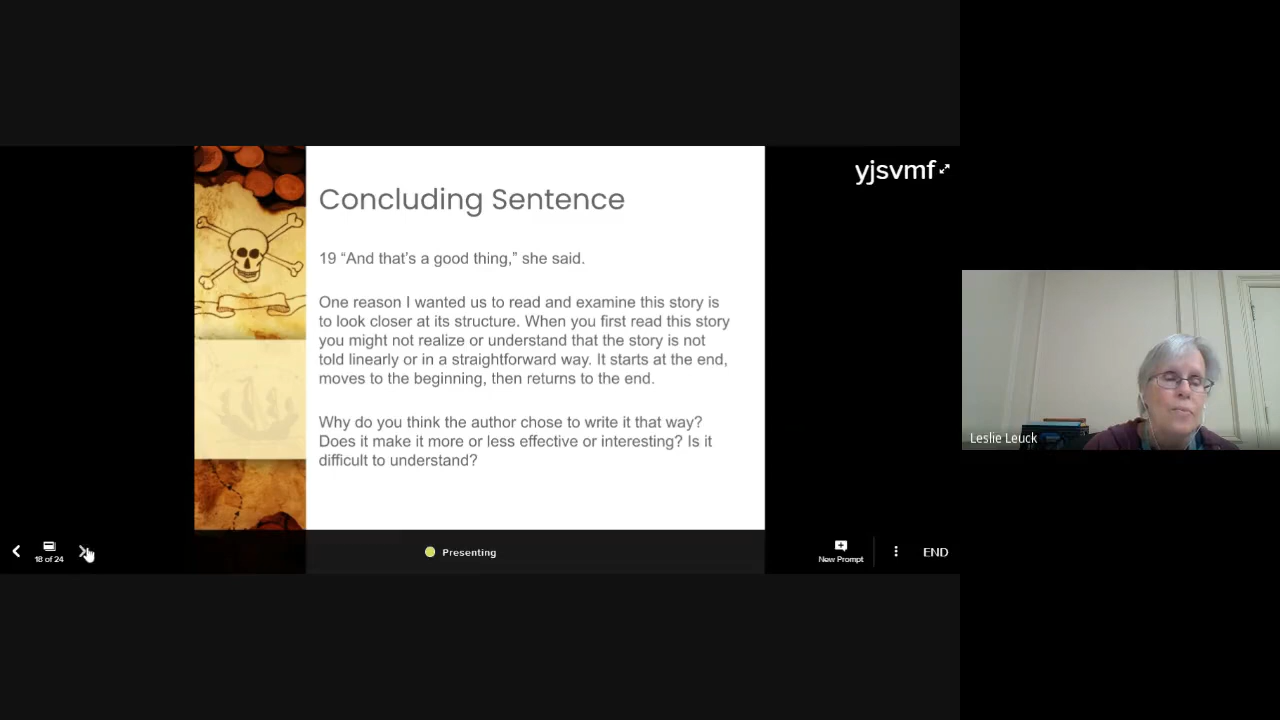 yjsvmf
Concluding Sentence
19 “And that’s a good thing,” she said.
One reason I wanted us to read and examine this story is
to look closer at its structure. When you first read this story
you might not realize or understand that the story is not
told linearly or in a straightforward way. It starts at the end,
moves to the beginning, then returns to the end.
Why do you think the author chose to write it that way?
Does it make it more or less effective or interesting? Is it
difficult to understand?
Leslie Leuck
18 of 24
Presenting
New Prompt
END